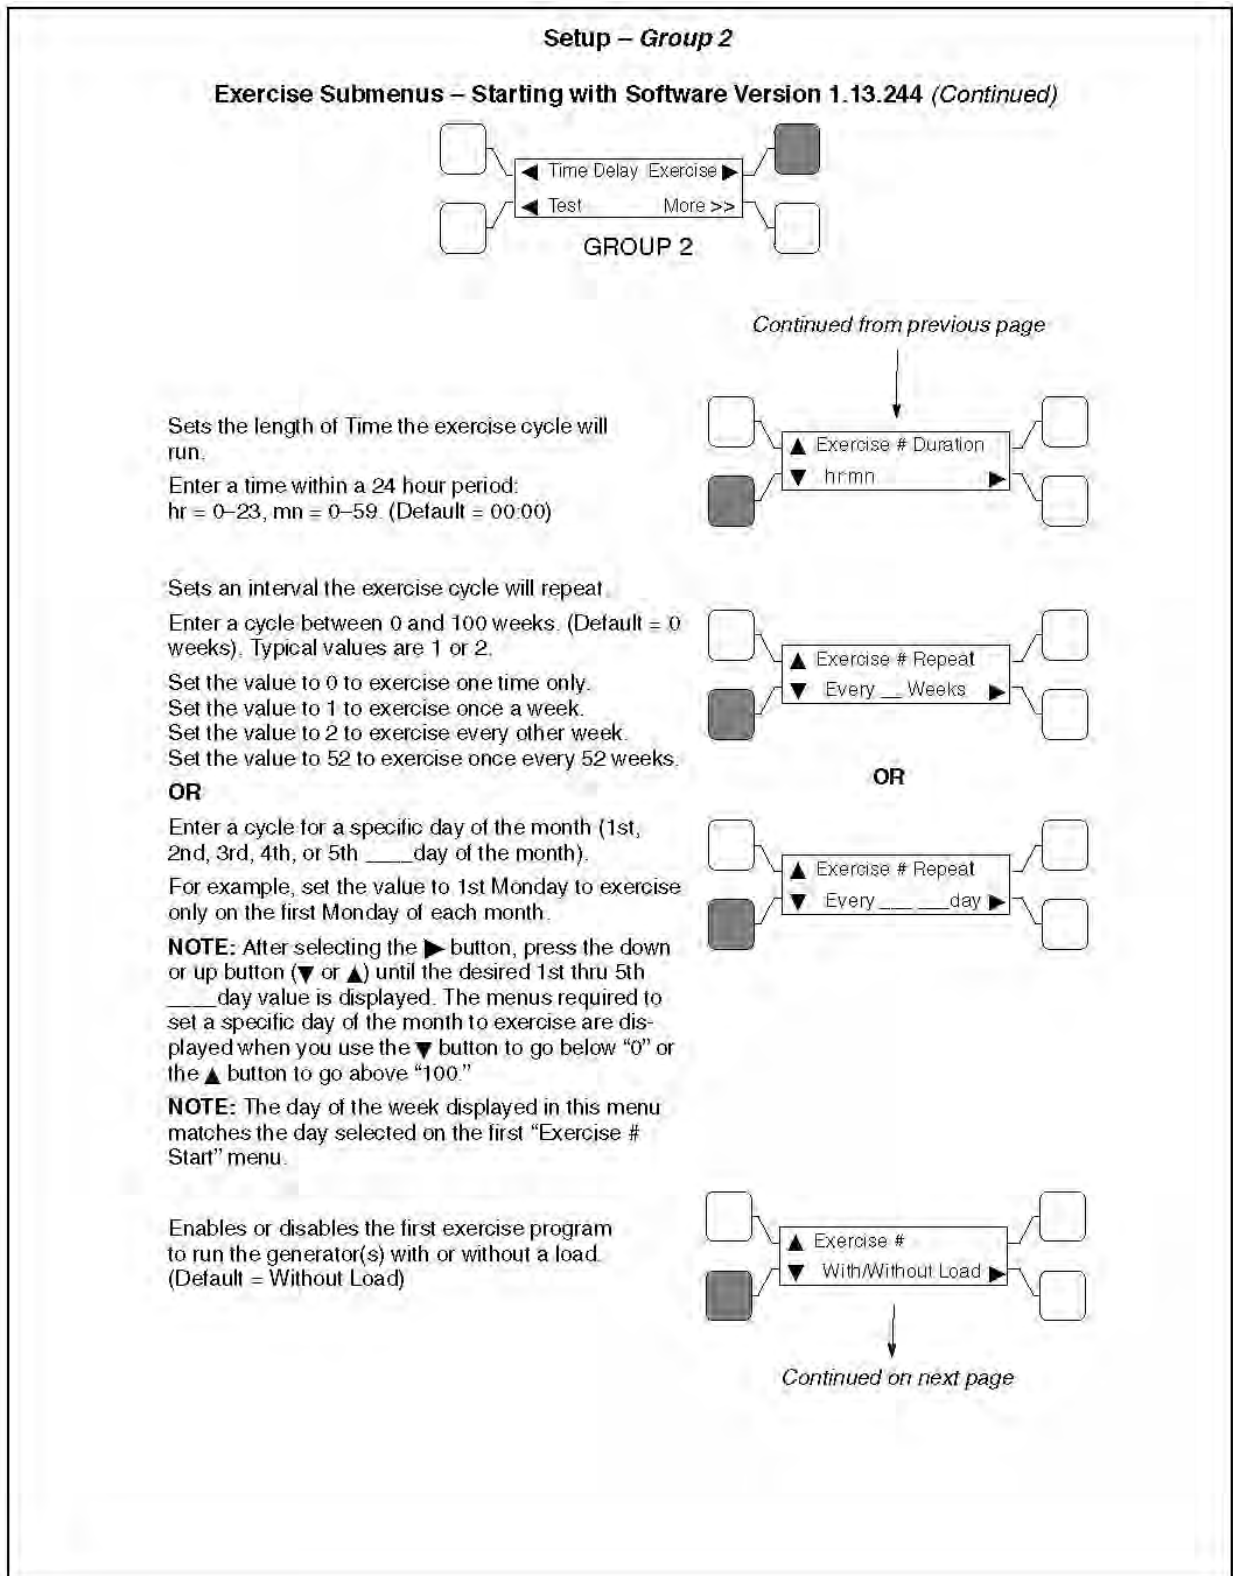 Setup – Group 2
Exercise Submenus – Starting with Software Version 1.13.244 (Continued)
◀ Time Delay Exercise ▶
◀ Test More >>
GROUP 2
Continued from previous page
Sets the length of Time the exercise cycle will
run.
Enter a time within a 24 hour period:
hr = 0–23, mn = 0–59. (Default = 00:00)
▲ Exercise # Duration
▼ hr:mn ▶
Sets an interval the exercise cycle will repeat.
Enter a cycle between 0 and 100 weeks. (Default = 0
weeks). Typical values are 1 or 2.
Set the value to 0 to exercise one time only.
Set the value to 1 to exercise once a week.
Set the value to 2 to exercise every other week.
Set the value to 52 to exercise once every 52 weeks.
▲ Exercise # Repeat
▼ Every __ Weeks ▶
OR
OR
Enter a cycle for a specific day of the month (1st,
2nd, 3rd, 4th, or 5th ____day of the month).
For example, set the value to 1st Monday to exercise
only on the first Monday of each month.
▲ Exercise # Repeat
▼ Every ___ ___day ▶
NOTE: After selecting the ▶ button, press the down
or up button (▼ or ▲) until the desired 1st thru 5th
____day value is displayed. The menus required to
set a specific day of the month to exercise are dis-
played when you use the ▼ button to go below “0” or
the ▲ button to go above “100.”
NOTE: The day of the week displayed in this menu
matches the day selected on the first “Exercise #
Start” menu.
Enables or disables the first exercise program
to run the generator(s) with or without a load.
(Default = Without Load)
▲ Exercise #
▼ With/Without Load ▶
Continued on next page